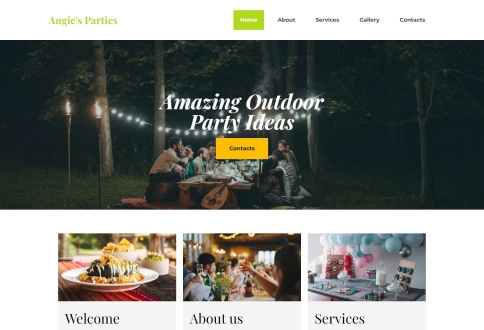 Angie's Parties
Home About Services Gallery Contacts
Amazing Outdoor
Party Ideas
Contacts
Welcome About us Services